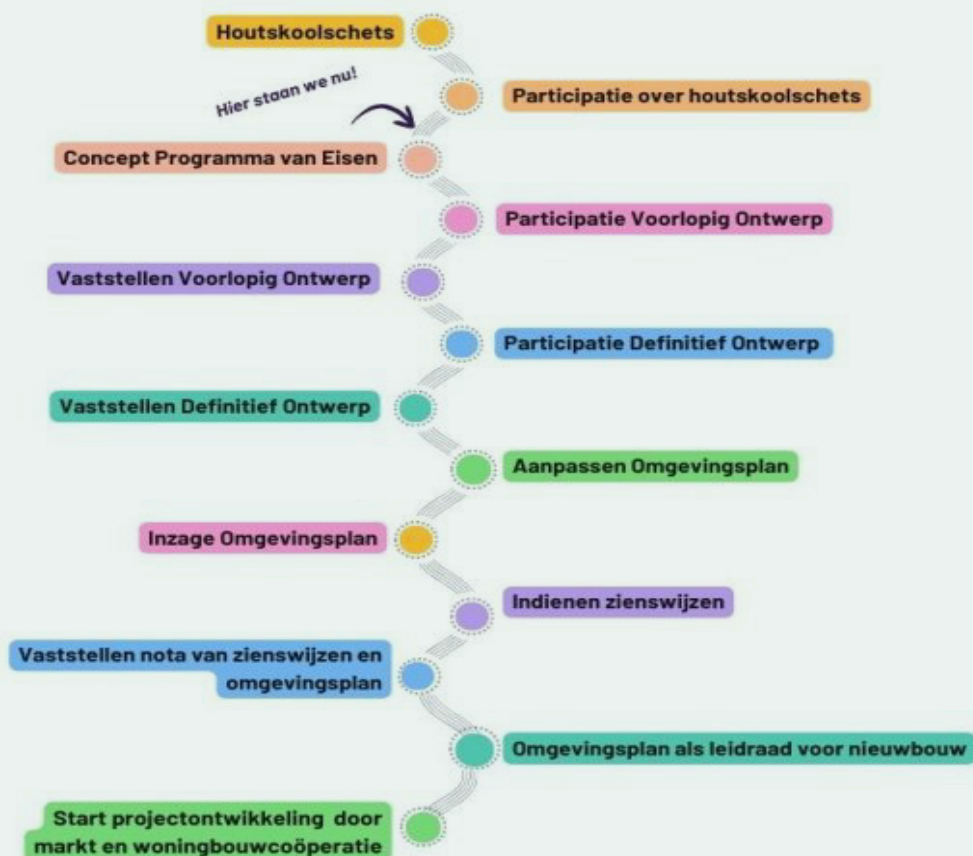 Houtskoolschets
Hier staan we nu!
Participatie over houtskoolschets
Concept Programma van Eisen
Participatie Voorlopig Ontwerp
Vaststellen Voorlopig Ontwerp
Participatie Definitief Ontwerp
Vaststellen Definitief Ontwerp
Aanpassen Omgevingsplan
Inzage Omgevingsplan
Indienen zienswijzen
Vaststellen nota van zienswijzen en
omgevingsplan
Omgevingsplan als leidraad voor nieuwbouw
Start projectontwikkeling door
markt en woningbouwcoöperatie